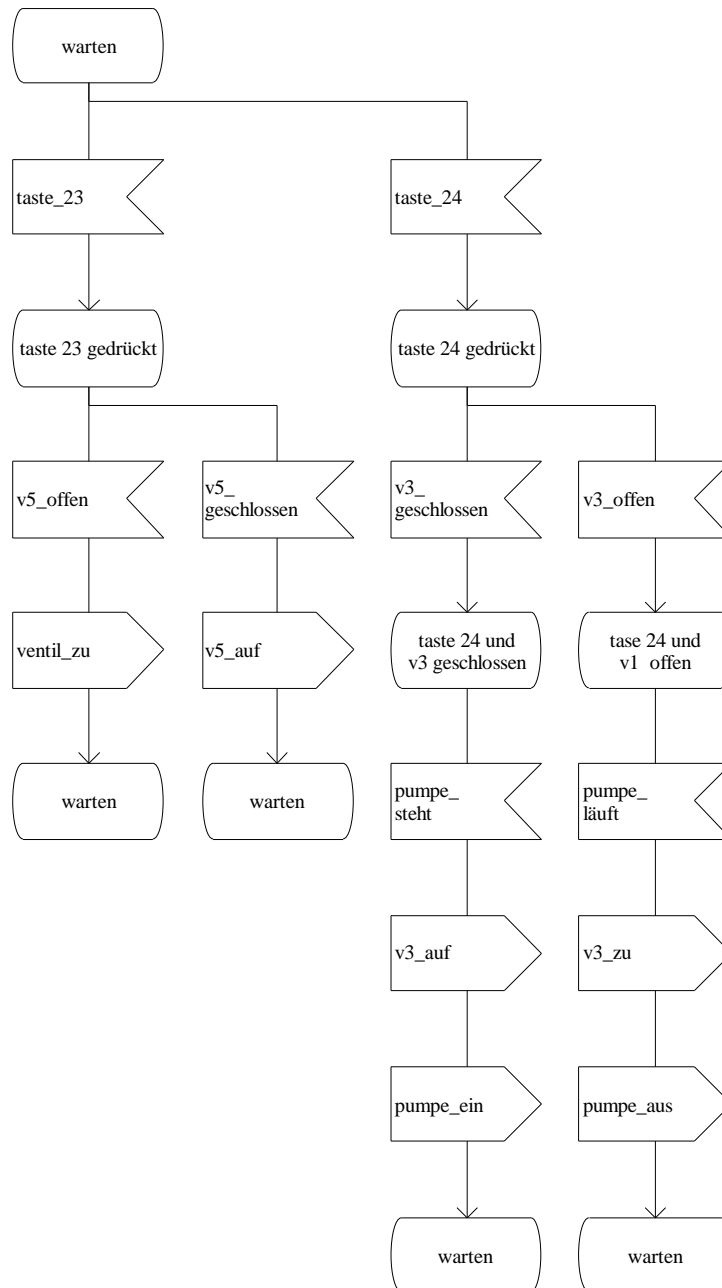 warten
taste_23
taste_24
taste 23 gedrückt
taste 24 gedrückt
v5_offen
v5_
geschlossen
v3_
geschlossen
v3_offen
ventil_zu
v5_auf
taste 24 und
v3 geschlossen
tase 24 und
v1 offen
warten
warten
pumpe_
steht
pumpe_
läuft
v3_auf
v3_zu
pumpe_ein
pumpe_aus
warten
warten